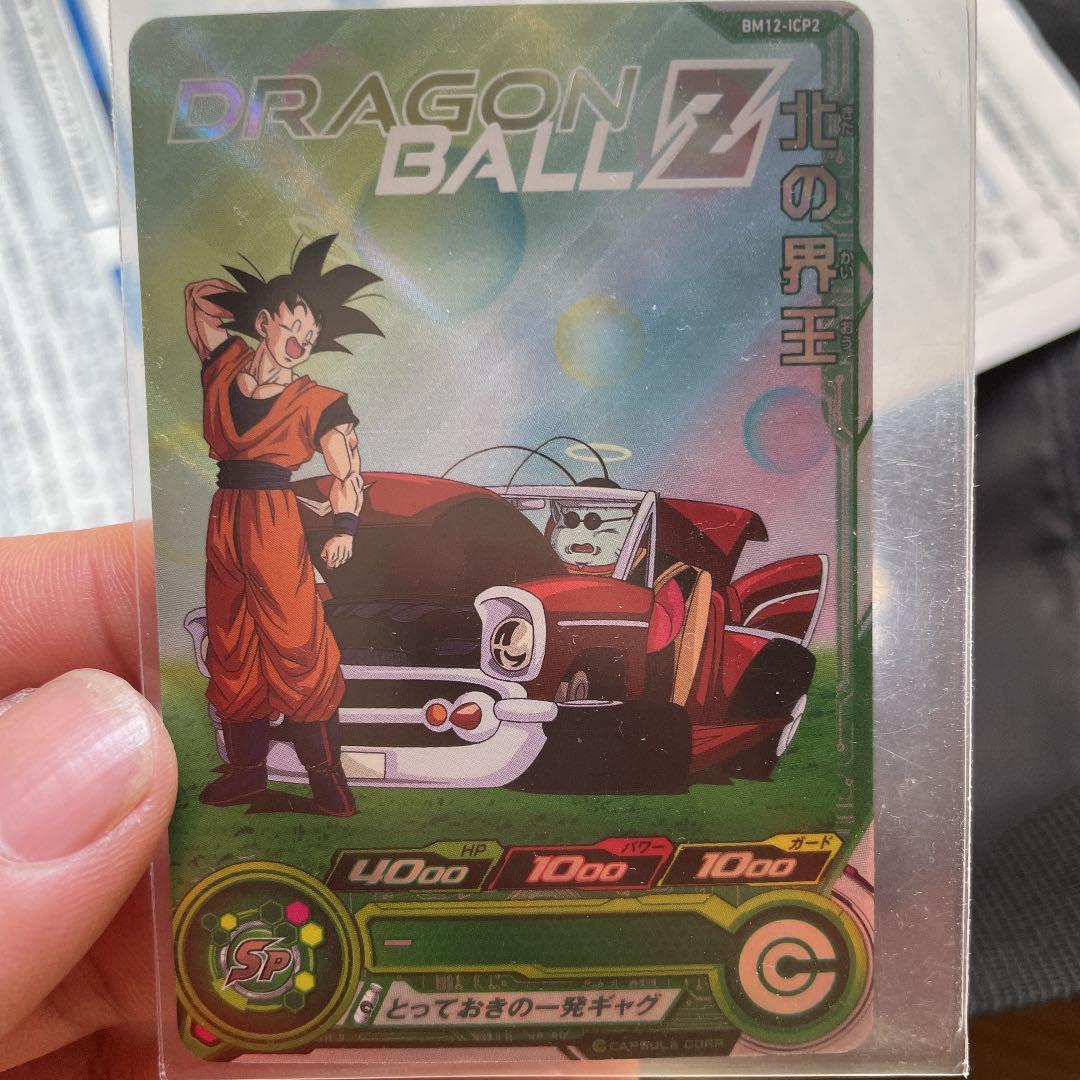 BM12-ICP2
DRAGON
BALL Z
北の界王
きた かい おう
HP
4000
パワー
1000
ガード
1000
SP
ー
C
とっておきの一発ギャグ
CAPSULE CORP